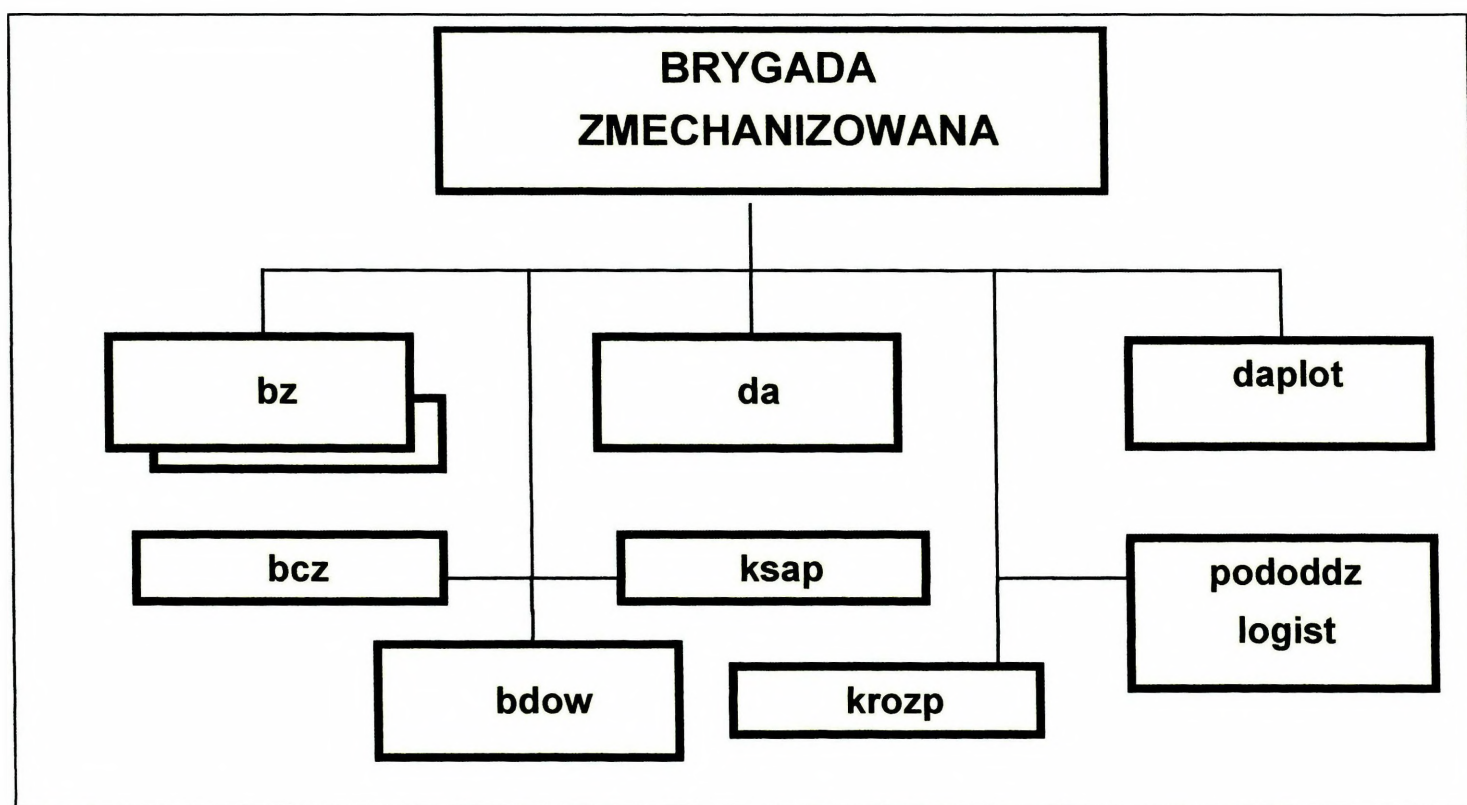 BRYGADA
ZMECHANIZOWANA
bz
da
daplot
bcz
ksap
pododdz
logist
bdow
krozp